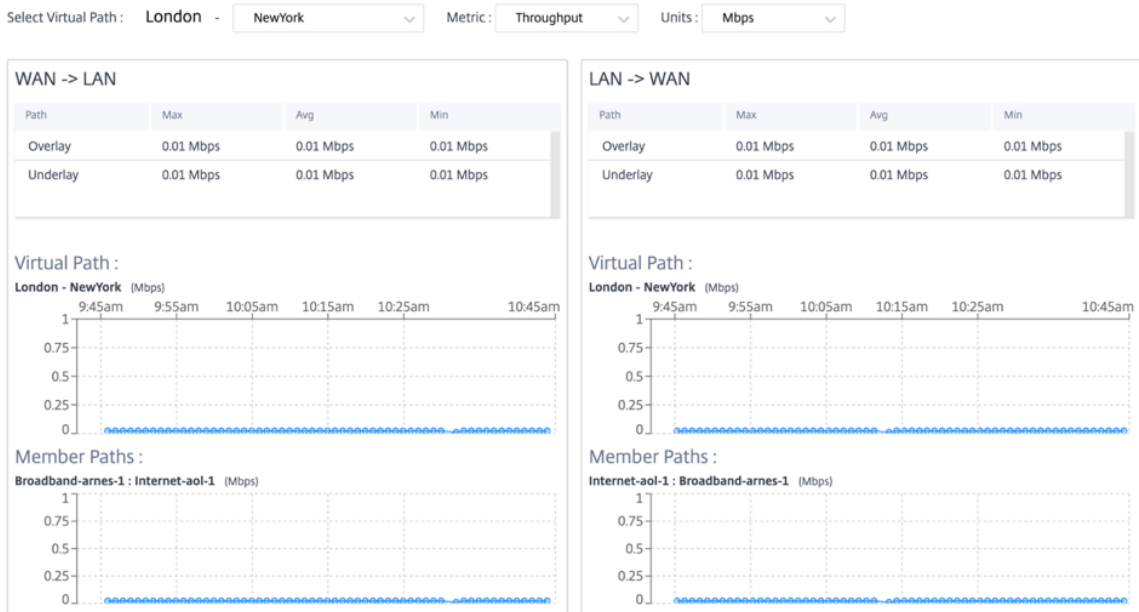 Select Virtual Path : London - NewYork Metric : Throughput Units : Mbps
WAN -> LAN
Path Max Avg Min
Overlay 0.01 Mbps 0.01 Mbps 0.01 Mbps
Underlay 0.01 Mbps 0.01 Mbps 0.01 Mbps
Virtual Path :
London - NewYork (Mbps)
9:45am 9:55am 10:05am 10:15am 10:25am 10:45am
1
0.75
0.5
0.25
0
Member Paths :
Broadband-arnes-1 : Internet-aol-1 (Mbps)
1
0.75
0.5
0.25
0
LAN -> WAN
Path Max Avg Min
Overlay 0.01 Mbps 0.01 Mbps 0.01 Mbps
Underlay 0.01 Mbps 0.01 Mbps 0.01 Mbps
Virtual Path :
London - NewYork (Mbps)
9:45am 9:55am 10:05am 10:15am 10:25am 10:45am
1
0.75
0.5
0.25
0
Member Paths :
Internet-aol-1 : Broadband-arnes-1 (Mbps)
1
0.75
0.5
0.25
0